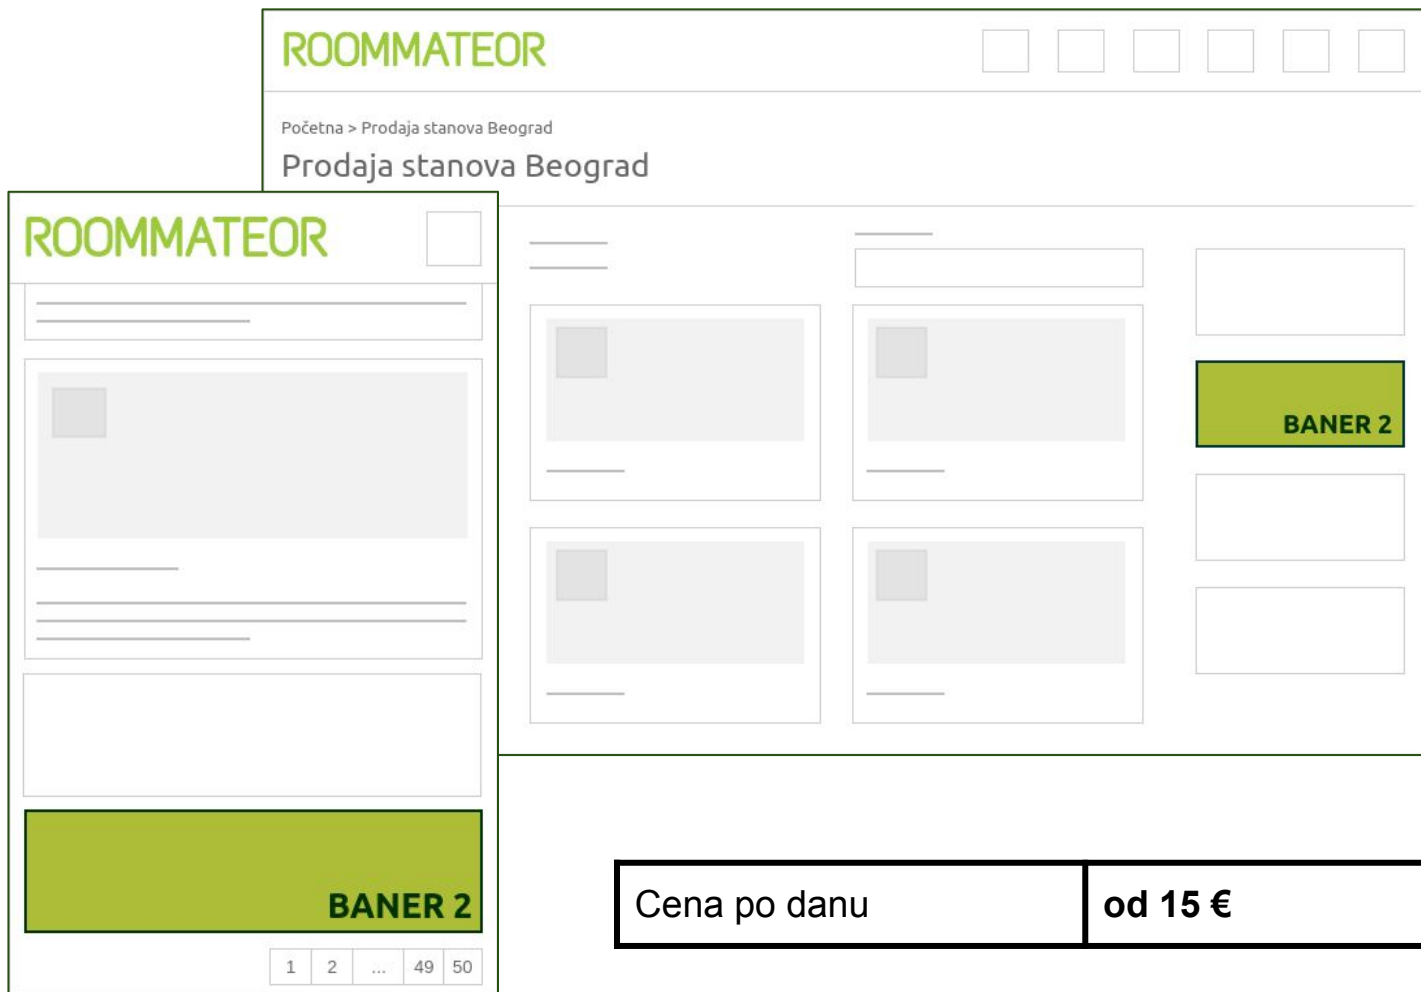 ROOMMATEOR
Početna > Prodaja stanova Beograd
Prodaja stanova Beograd
ROOMMATEOR
BANER 2
BANER 2
1 2 ... 49 50
Cena po danu od 15 €